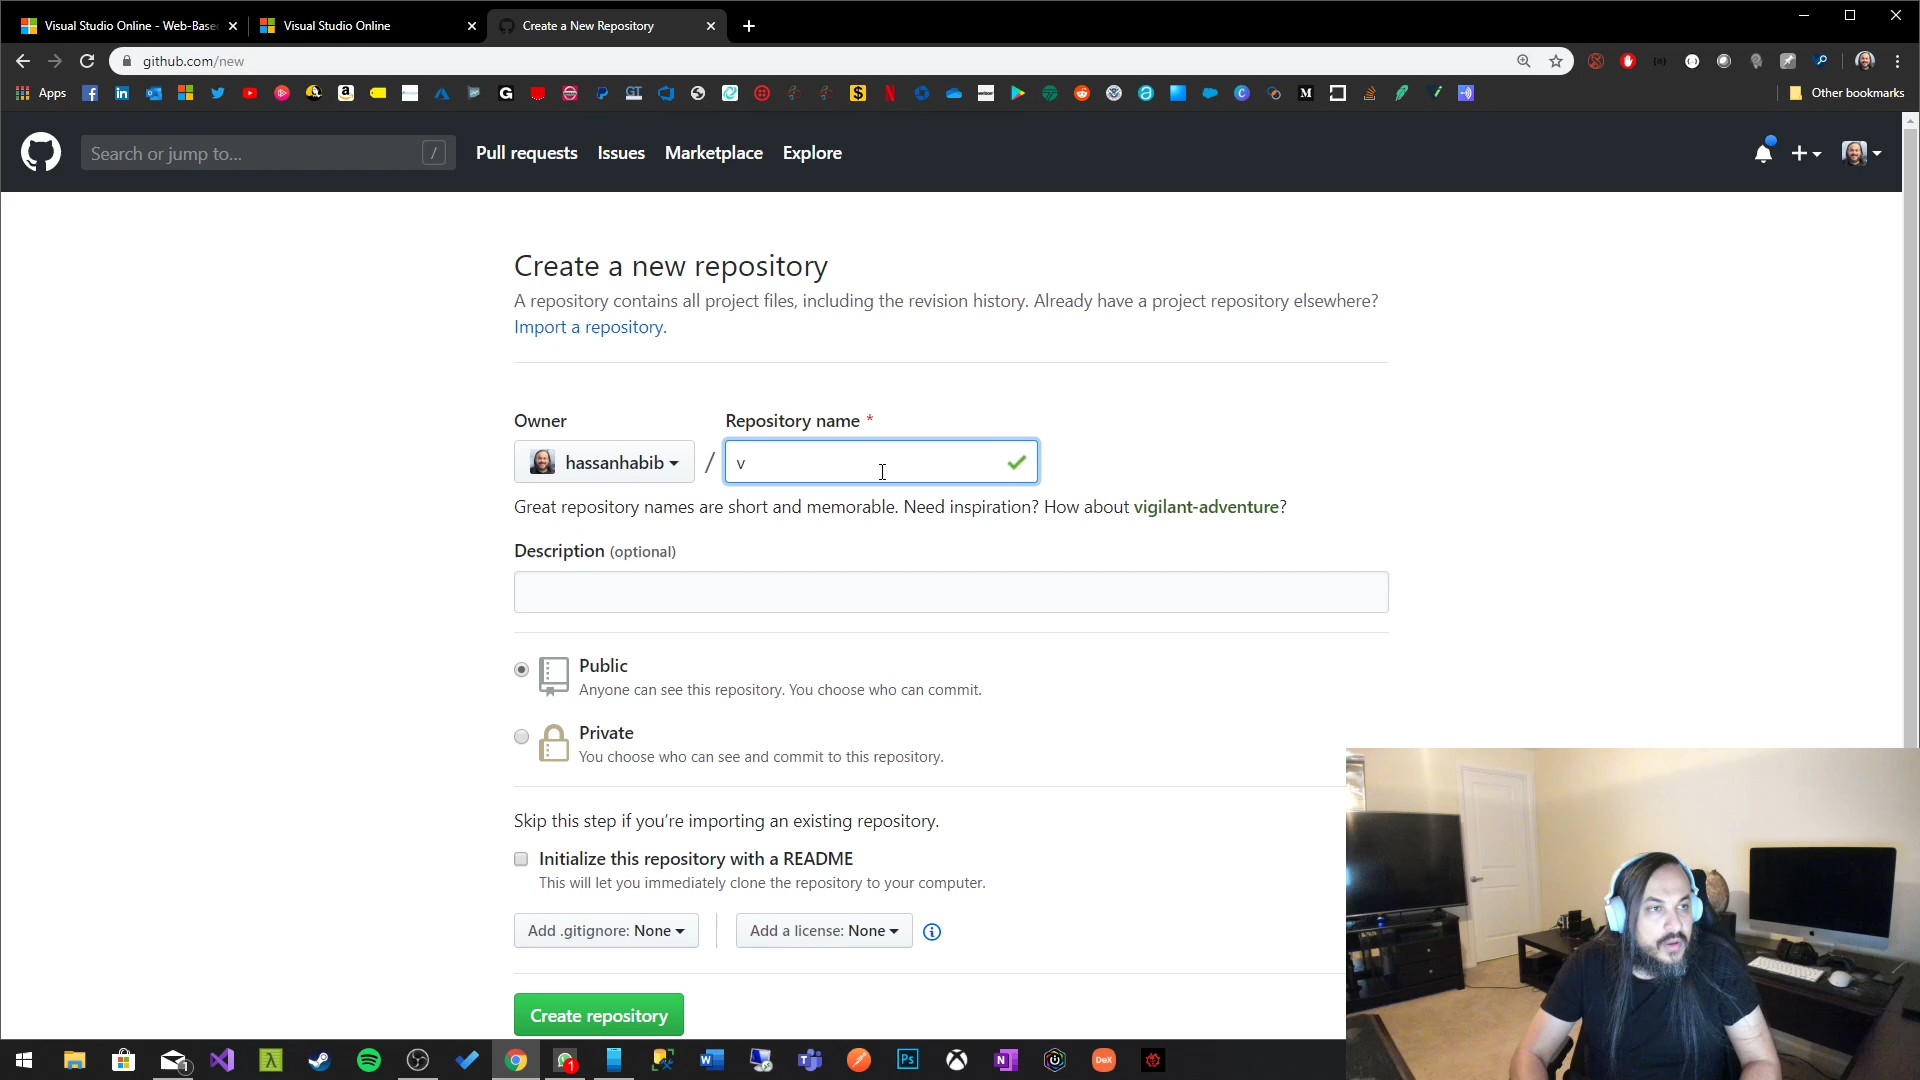 Visual Studio Online - Web-Base
Visual Studio Online
Create a New Repository
github.com/new
Apps
Other bookmarks
Search or jump to...
/
Pull requests
Issues
Marketplace
Explore
Create a new repository
A repository contains all project files, including the revision history. Already have a project repository elsewhere?
Import a repository.
Owner
Repository name *
hassanhabib
/
v
Great repository names are short and memorable. Need inspiration? How about vigilant-adventure?
Description (optional)
Public
Anyone can see this repository. You choose who can commit.
Private
You choose who can see and commit to this repository.
Skip this step if you're importing an existing repository.
Initialize this repository with a README
This will let you immediately clone the repository to your computer.
Add .gitignore: None
Add a license: None
Create repository